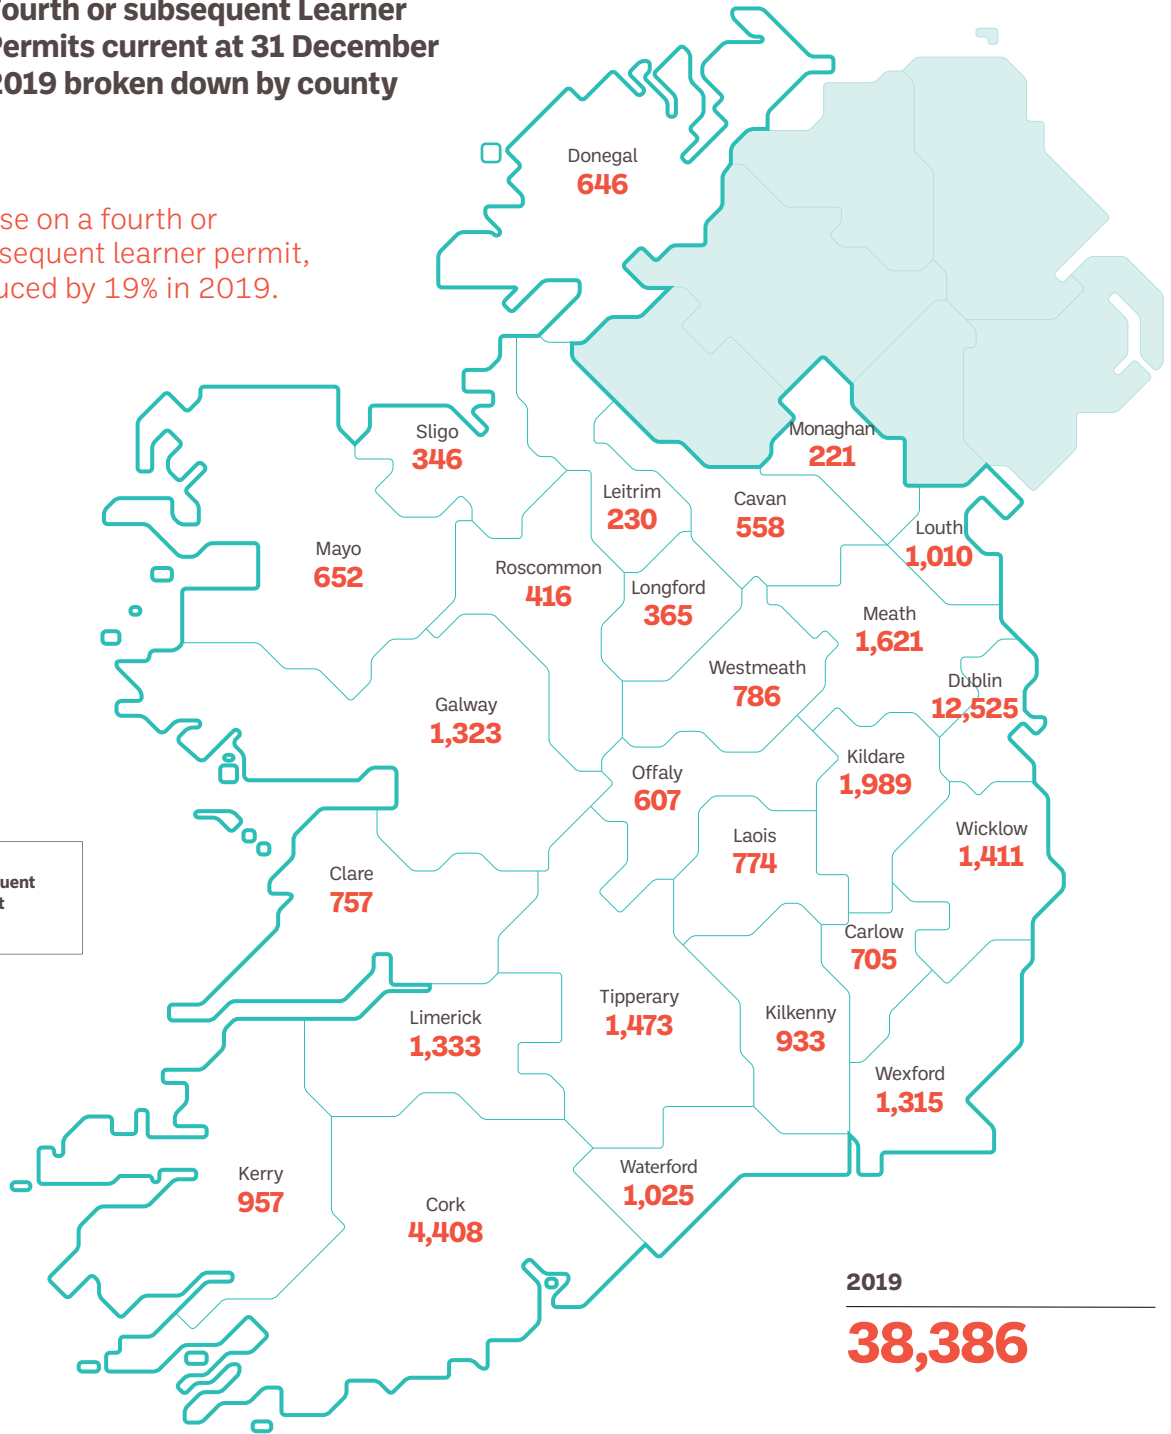 ourth or subsequent Learner
ermits current at 31 December
2019 broken down by county
se on a fourth or
sequent learner permit,
uced by 19% in 2019.
Donegal
646
Monaghan
221
Sligo
346
Leitrim
230
Cavan
558
Louth
1,010
Mayo
652
Roscommon
416
Longford
365
Meath
1,621
Westmeath
786
Dublin
12,525
Galway
1,323
Offaly
607
Kildare
1,989
Laois
774
Wicklow
1,411
uent
t
Clare
757
Carlow
705
Limerick
1,333
Tipperary
1,473
Kilkenny
933
Wexford
1,315
Kerry
957
Cork
4,408
Waterford
1,025
2019
38,386